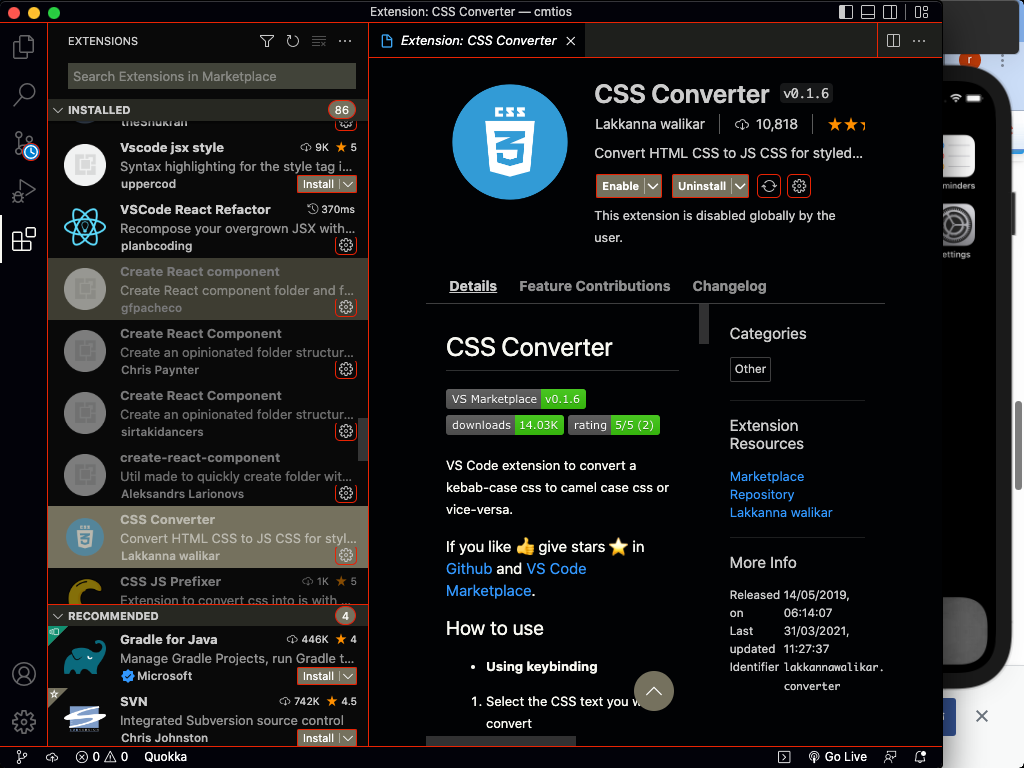 Extension: CSS Converter — cmtios
EXTENSIONS
Search Extensions in Marketplace
INSTALLED
86
theShukran
Vscode jsx style
9K
5
Syntax highlighting for the style tag i...
uppercod
Install
VSCode React Refactor
370ms
Recompose your overgrown JSX with...
planbcoding
Create React component
Create React component folder and f...
gfpacheco
Create React Component
Create an opinionated folder structur...
Chris Paynter
Create React Component
Create an opinionated folder structur...
sirtakidancers
create-react-component
Util made to quickly create folder wit...
Aleksandrs Larionovs
CSS Converter
Convert HTML CSS to JS CSS for styl...
Lakkanna walikar
CSS JS Prefixer
1K
5
Extension to convert css into js with
RECOMMENDED
4
Gradle for Java
446K
4
Manage Gradle Projects, run Gradle t...
Microsoft
Install
SVN
742K
4.5
Integrated Subversion source control
Chris Johnston
Install
Extension: CSS Converter
CSS
3
CSS Converter
v0.1.6
Lakkanna walikar
10,818
Convert HTML CSS to JS CSS for styled...
Enable
Uninstall
This extension is disabled globally by the
user.
Details
Feature Contributions
Changelog
CSS Converter
VS Marketplace v0.1.6
downloads 14.03K rating 5/5 (2)
VS Code extension to convert a
kebab-case css to camel case css or
vice-versa.
If you like 👍 give stars ⭐ in
Github and VS Code
Marketplace.
How to use
• Using keybinding
1. Select the CSS text you w
convert
Categories
Other
Extension
Resources
Marketplace
Repository
Lakkanna walikar
More Info
Released 14/05/2019,
on 06:14:07
Last 31/03/2021,
updated 11:27:37
Identifier lakkannawalikar.
converter
r
minders
ettings
0 0
Quokka
Go Live